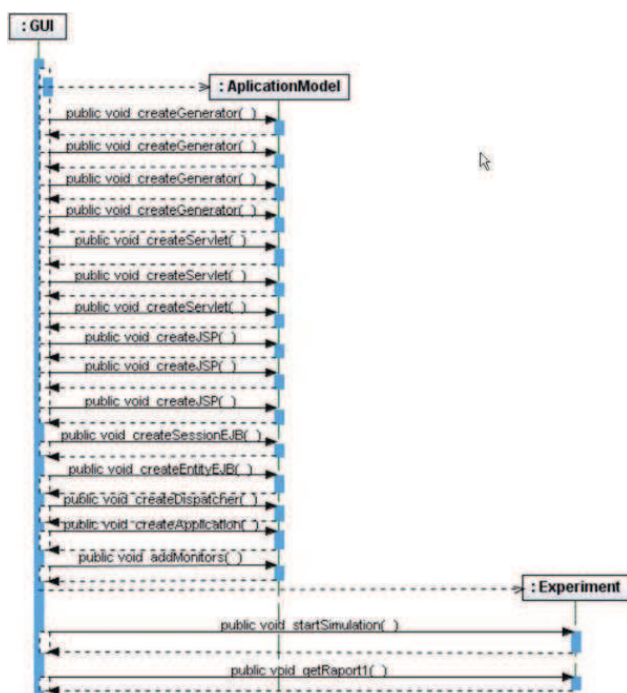 : GUI
: AplicationModel
public void createGenerator( )
public void createGenerator( )
public void createGenerator( )
public void createGenerator( )
public void createServlet( )
public void createServlet( )
public void createServlet( )
public void createJSP( )
public void createJSP( )
public void createJSP( )
public void createSessionEJB( )
public void createEntityEJB( )
public void createDispatcher( )
public void createApplication( )
public void addMonitors( )
: Experiment
public void startSimulation( )
public void getRaport1( )